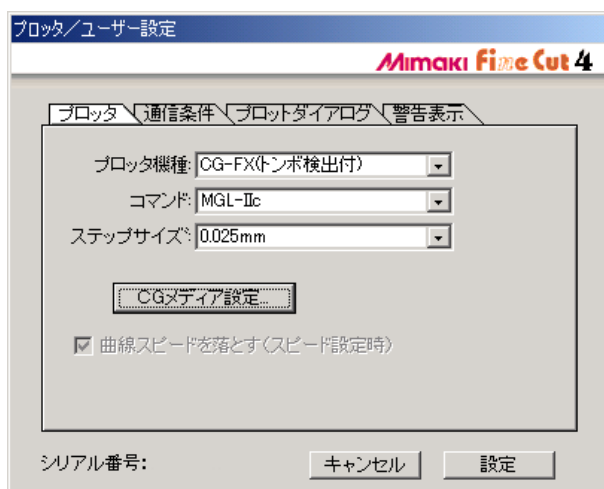 プロッタ／ユーザー設定
Mimaki Fine Cut 4
プロッタ 通信条件 プロットダイアログ 警告表示
プロッタ機種: CG-FX(トンボ検出付)
コマンド: MGL-IIc
ステップサイズ: 0.025mm
CGメディア設定...
曲線スピードを落とす(スピード設定時)
シリアル番号: キャンセル 設定